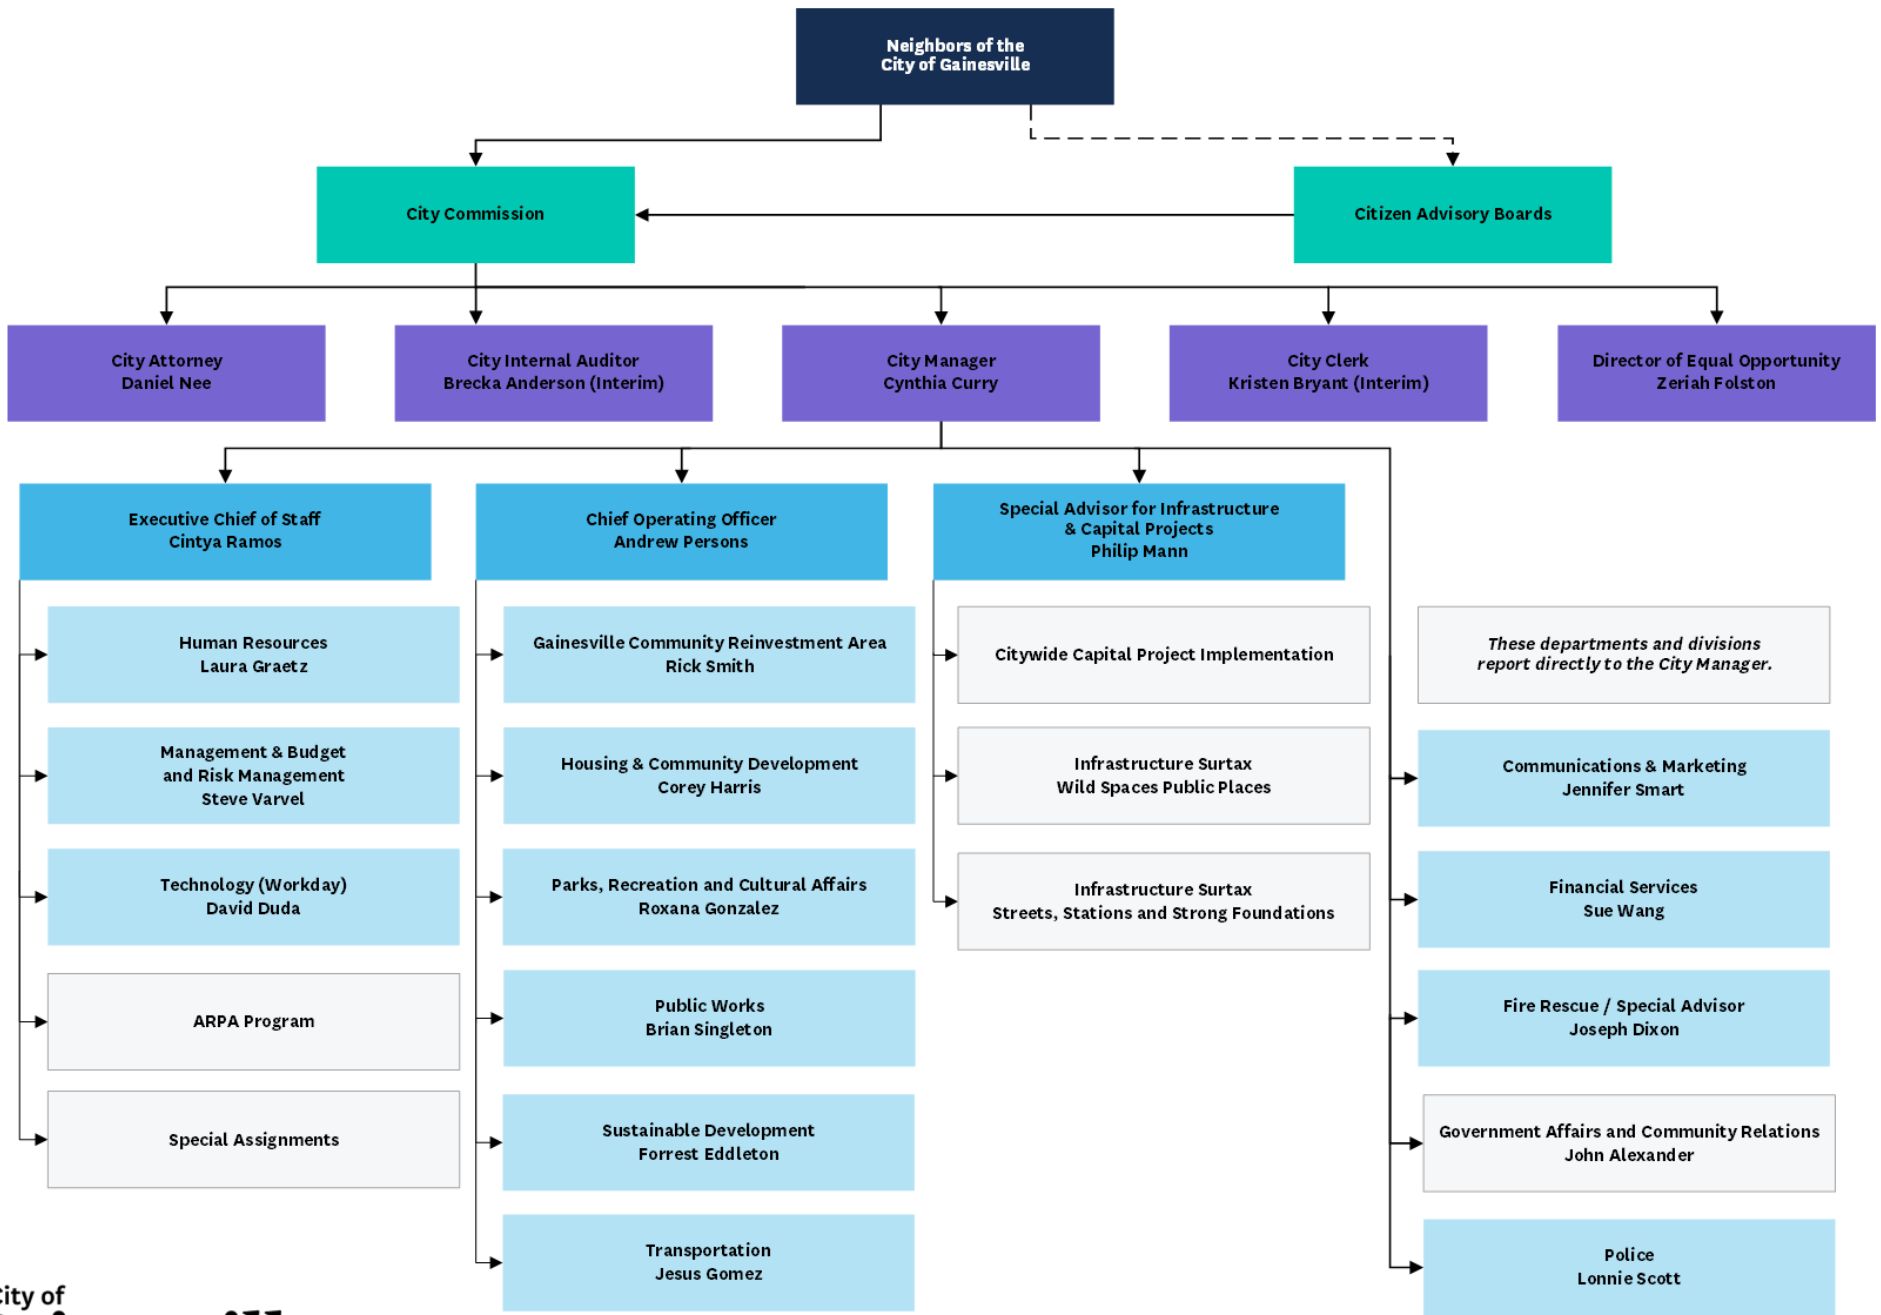 Neighbors of the
City of Gainesville
City Commission
Citizen Advisory Boards
City Attorney
Daniel Nee
City Internal Auditor
Brecka Anderson (Interim)
City Manager
Cynthia Curry
City Clerk
Kristen Bryant (Interim)
Director of Equal Opportunity
Zeriah Folston
Executive Chief of Staff
Cintya Ramos
Chief Operating Officer
Andrew Persons
Special Advisor for Infrastructure
& Capital Projects
Philip Mann
Human Resources
Laura Graetz
Management & Budget
and Risk Management
Steve Varvel
Technology (Workday)
David Duda
ARPA Program
Special Assignments
Gainesville Community Reinvestment Area
Rick Smith
Housing & Community Development
Corey Harris
Parks, Recreation and Cultural Affairs
Roxana Gonzalez
Public Works
Brian Singleton
Sustainable Development
Forrest Eddleton
Transportation
Jesus Gomez
Citywide Capital Project Implementation
Infrastructure Surtax
Wild Spaces Public Places
Infrastructure Surtax
Streets, Stations and Strong Foundations
These departments and divisions
report directly to the City Manager.
Communications & Marketing
Jennifer Smart
Financial Services
Sue Wang
Fire Rescue / Special Advisor
Joseph Dixon
Government Affairs and Community Relations
John Alexander
Police
Lonnie Scott
City of